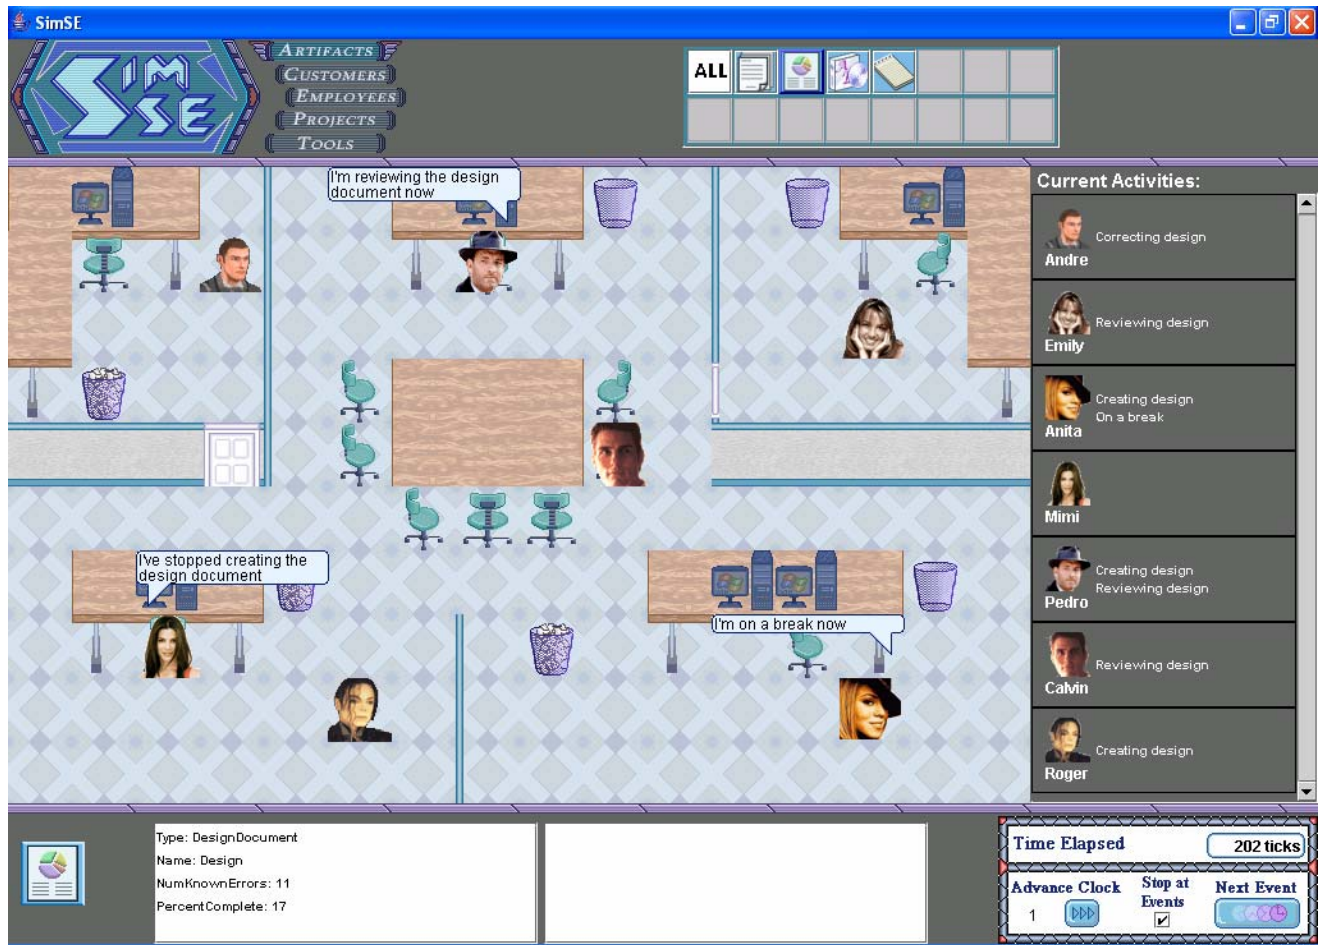 SimSE
SIM
SE
ARTIFACTS
CUSTOMERS
EMPLOYEES
PROJECTS
TOOLS
ALL
I'm reviewing the design
document now
I've stopped creating the
design document
I'm on a break now
Current Activities:
Correcting design
Andre
Reviewing design
Emily
Creating design
On a break
Anita
Mimi
Creating design
Reviewing design
Pedro
Reviewing design
Calvin
Creating design
Roger
Type: DesignDocument
Name: Design
NumKnownErrors: 11
PercentComplete: 17
Time Elapsed
202 ticks
Advance Clock
1
Stop at
Events
Next Event